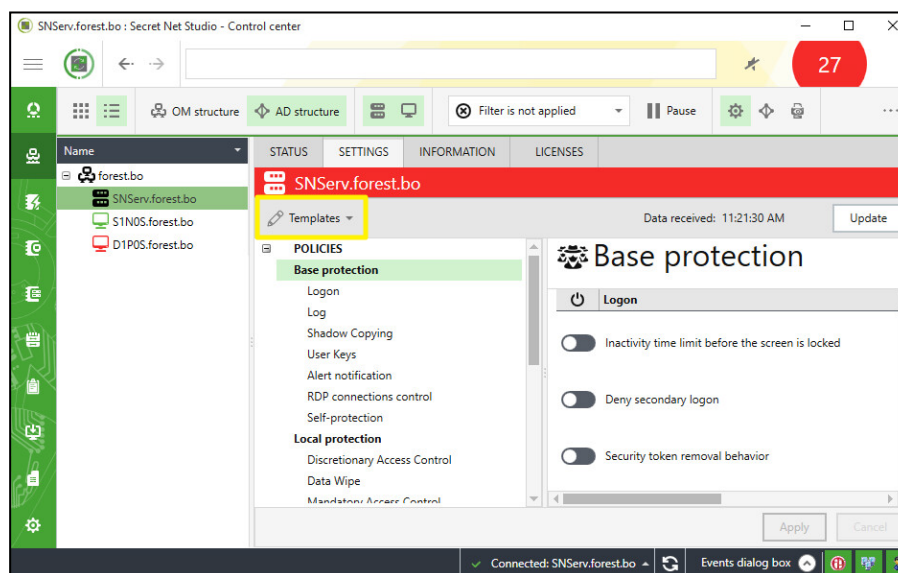 SNServ.forest.bo : Secret Net Studio - Control center
27
OM structure
AD structure
Filter is not applied
Pause
Name
forest.bo
SNServ.forest.bo
S1N0S.forest.bo
D1P0S.forest.bo
STATUS SETTINGS INFORMATION LICENSES
SNServ.forest.bo
Templates
Data received: 11:21:30 AM
Update
POLICIES
Base protection
Logon
Log
Shadow Copying
User Keys
Alert notification
RDP connections control
Self-protection
Local protection
Discretionary Access Control
Data Wipe
Mandatory Access Control
Base protection
Logon
Inactivity time limit before the screen is locked
Deny secondary logon
Security token removal behavior
Apply
Cancel
Connected: SNServ.forest.bo
Events dialog box